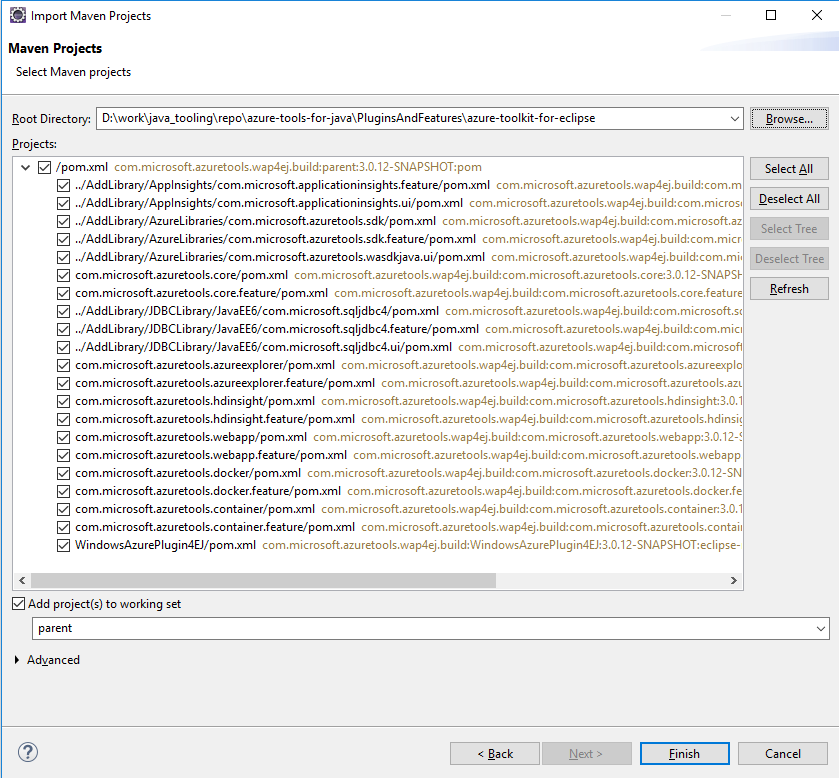 Import Maven Projects
Maven Projects
Select Maven projects
Root Directory: D:\work\java_tooling\repo\azure-tools-for-java\PluginsAndFeatures\azure-toolkit-for-eclipse Browse...
Projects:
/pom.xml com.microsoft.azuretools.wap4ej.build:parent:3.0.12-SNAPSHOT:pom Select All
../AddLibrary/AppInsights/com.microsoft.applicationinsights.feature/pom.xml com.microsoft.azuretools.wap4ej.build:com.m
../AddLibrary/AppInsights/com.microsoft.applicationinsights.ui/pom.xml com.microsoft.azuretools.wap4ej.build:com.microso Deselect All
../AddLibrary/AzureLibraries/com.microsoft.azuretools.sdk/pom.xml com.microsoft.azuretools.wap4ej.build:com.microsoft.az
Select Tree
../AddLibrary/AzureLibraries/com.microsoft.azuretools.sdk.feature/pom.xml com.microsoft.azuretools.wap4ej.build:com.micr
../AddLibrary/AzureLibraries/com.microsoft.azuretools.wasdkjava.ui/pom.xml com.microsoft.azuretools.wap4ej.build:com.mi Deselect Tree
com.microsoft.azuretools.core/pom.xml com.microsoft.azuretools.wap4ej.build:com.microsoft.azuretools.core:3.0.12-SNAPSH
com.microsoft.azuretools.core.feature/pom.xml com.microsoft.azuretools.wap4ej.build:com.microsoft.azuretools.core.feature Refresh
../AddLibrary/JDBCLibrary/JavaEE6/com.microsoft.sqljdbc4/pom.xml com.microsoft.azuretools.wap4ej.build:com.microsoft.sq
../AddLibrary/JDBCLibrary/JavaEE6/com.microsoft.sqljdbc4.feature/pom.xml com.microsoft.azuretools.wap4ej.build:com.mic
../AddLibrary/JDBCLibrary/JavaEE6/com.microsoft.sqljdbc4.ui/pom.xml com.microsoft.azuretools.wap4ej.build:com.microsoft
com.microsoft.azuretools.azureexplorer/pom.xml com.microsoft.azuretools.wap4ej.build:com.microsoft.azuretools.azureexplo
com.microsoft.azuretools.azureexplorer.feature/pom.xml com.microsoft.azuretools.wap4ej.build:com.microsoft.azuretools.azu
com.microsoft.azuretools.hdinsight/pom.xml com.microsoft.azuretools.wap4ej.build:com.microsoft.azuretools.hdinsight:3.0.1
com.microsoft.azuretools.hdinsight.feature/pom.xml com.microsoft.azuretools.wap4ej.build:com.microsoft.azuretools.hdinsig
com.microsoft.azuretools.webapp/pom.xml com.microsoft.azuretools.wap4ej.build:com.microsoft.azuretools.webapp:3.0.12-S
com.microsoft.azuretools.webapp.feature/pom.xml com.microsoft.azuretools.wap4ej.build:com.microsoft.azuretools.webapp
com.microsoft.azuretools.docker/pom.xml com.microsoft.azuretools.wap4ej.build:com.microsoft.azuretools.docker:3.0.12-SN
com.microsoft.azuretools.docker.feature/pom.xml com.microsoft.azuretools.wap4ej.build:com.microsoft.azuretools.docker.fe
com.microsoft.azuretools.container/pom.xml com.microsoft.azuretools.wap4ej.build:com.microsoft.azuretools.container:3.0.1
com.microsoft.azuretools.container.feature/pom.xml com.microsoft.azuretools.wap4ej.build:com.microsoft.azuretools.contai
WindowsAzurePlugin4EJ/pom.xml com.microsoft.azuretools.wap4ej.build:WindowsAzurePlugin4EJ:3.0.12-SNAPSHOT:eclipse-
Add project(s) to working set
parent
Advanced
? < Back Next > Finish Cancel